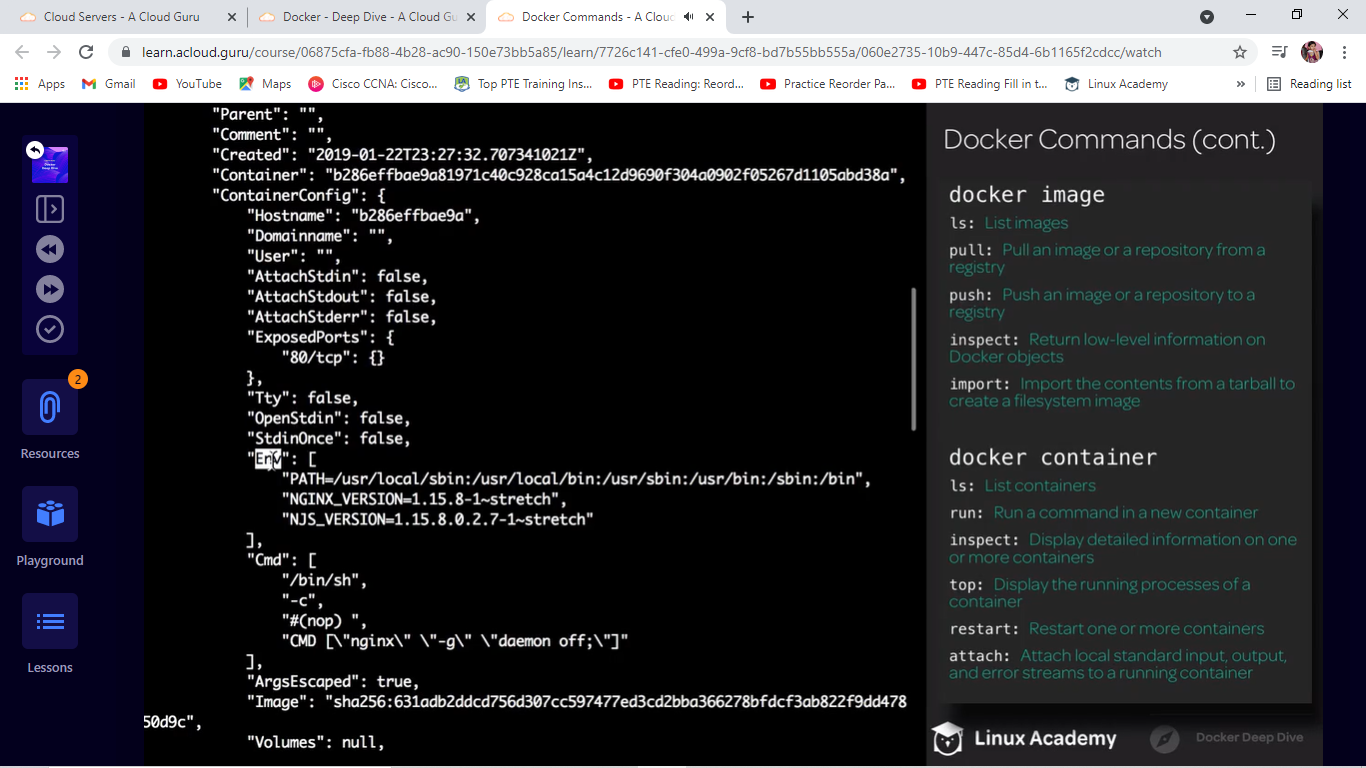 Cloud Servers - A Cloud Guru
Docker - Deep Dive - A Cloud Gu
Docker Commands - A Cloud
learn.acloud.guru/course/06875cfa-fb88-4b28-ac90-150e73bb5a85/learn/7726c141-cfe0-499a-9cf8-bd7b55bb555a/060e2735-10b9-447c-85d4-6b1165f2cdcc/watch
Apps
Gmail
YouTube
Maps
Cisco CCNA: Cisco...
Top PTE Training Ins...
PTE Reading: Reord...
Practice Reorder Pa...
PTE Reading Fill in t...
Linux Academy
»
Reading list
Docker
Deep Dive
2
Resources
Playground
Lessons
"Parent": "",
"Comment": "",
"Created": "2019-01-22T23:27:32.707341021Z",
"Container": "b286effbae9a81971c40c928ca15a4c12d9690f304a0902f05267d1105abd38a",
"ContainerConfig": {
"Hostname": "b286effbae9a",
"Domainname": "",
"User": "",
"AttachStdin": false,
"AttachStdout": false,
"AttachStderr": false,
"ExposedPorts": {
"80/tcp": {}
},
"Tty": false,
"OpenStdin": false,
"StdinOnce": false,
"Env": [
"PATH=/usr/local/sbin:/usr/local/bin:/usr/sbin:/usr/bin:/sbin:/bin",
"NGINX_VERSION=1.15.8-1~stretch",
"NJS_VERSION=1.15.8.0.2.7-1~stretch"
],
"Cmd": [
"/bin/sh",
"-c",
"#(nop) ",
"CMD [\"nginx\" \"-g\" \"daemon off;\"]"
],
"ArgsEscaped": true,
"Image": "sha256:631adb2ddcd756d307cc597477ed3cd2bba366278bfdcf3ab822f9dd478
50d9c",
"Volumes": null,
Docker Commands (cont.)
docker image
ls: List images
pull: Pull an image or a repository from a
registry
push: Push an image or a repository to a
registry
inspect: Return low-level information on
Docker objects
import: Import the contents from a tarball to
create a filesystem image
docker container
ls: List containers
run: Run a command in a new container
inspect: Display detailed information on one
or more containers
top: Display the running processes of a
container
restart: Restart one or more containers
attach: Attach local standard input, output,
and error streams to a running container
Linux Academy
Docker Deep Dive